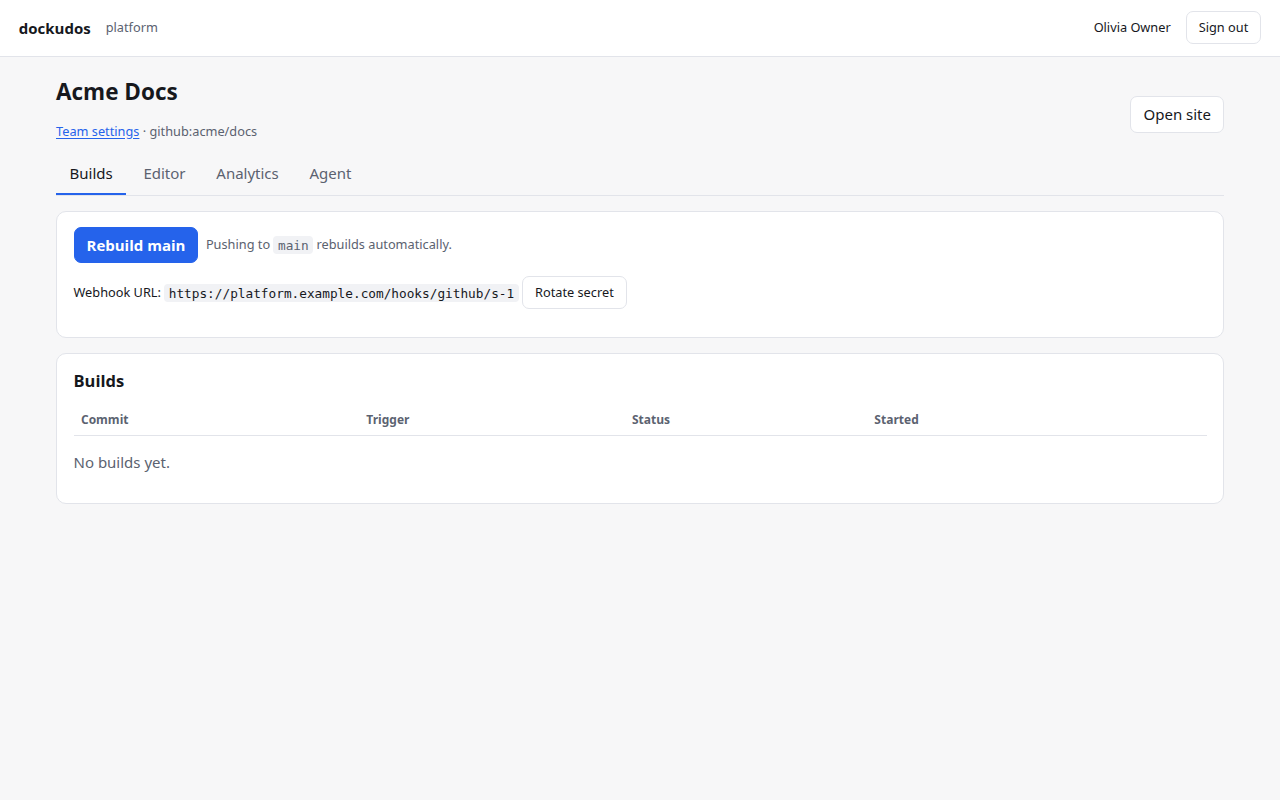 dockudos platform Olivia Owner Sign out
Acme Docs
Open site
Team settings · github:acme/docs
Builds Editor Analytics Agent
Rebuild main Pushing to main rebuilds automatically.
Webhook URL: https://platform.example.com/hooks/github/s-1 Rotate secret
Builds
Commit Trigger Status Started
No builds yet.